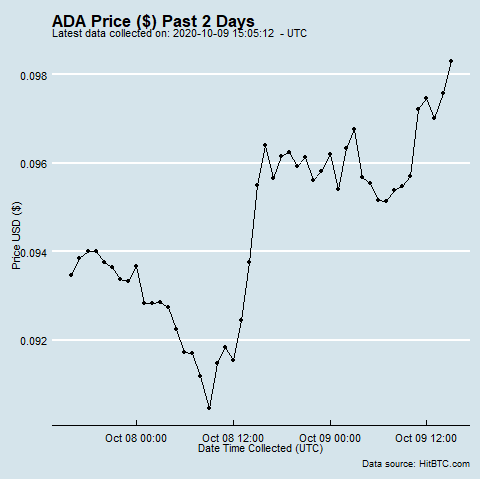 ADA Price ($) Past 2 Days
Latest data collected on: 2020-10-09 15:05:12 - UTC
0.098
0.096
0.094
0.092
Price USD ($)
Oct 08 00:00 Oct 08 12:00 Oct 09 00:00 Oct 09 12:00
Date Time Collected (UTC)
Data source: HitBTC.com